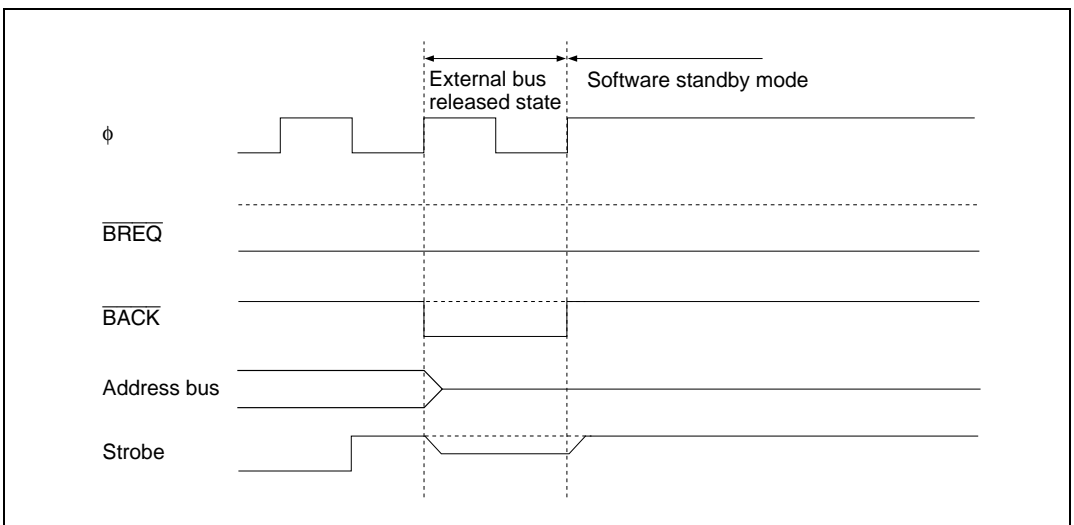 External bus
released state
Software standby mode
φ
BREQ
BACK
Address bus
Strobe